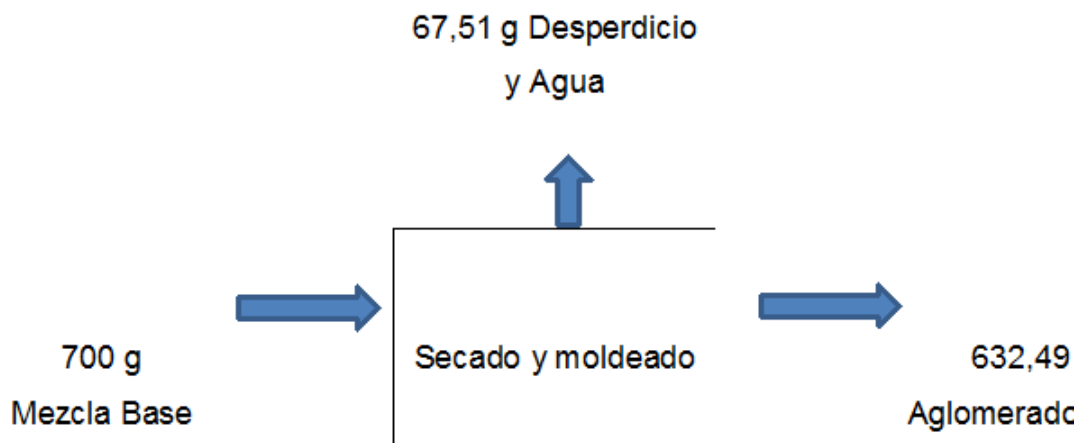 67,51 g Desperdicio
y Agua
700 g
Mezcla Base
Secado y moldeado
632,49
Aglomerado